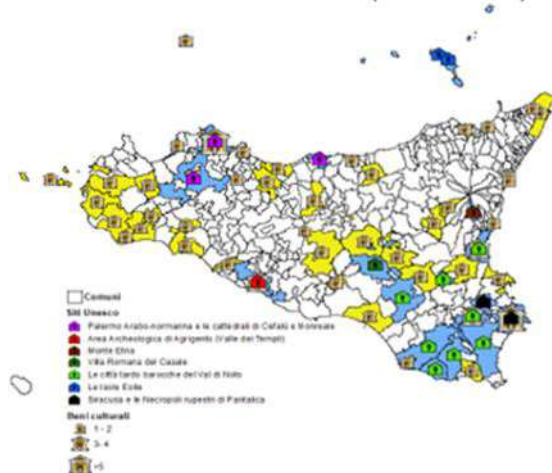 Comuni
Siti Unesco
Palermo Arabo-normanna e le cattedrali di Cefalù e Monreale
Area Archeologica di Agrigento (Valle dei Templi)
Monte Etna
Villa Romana del Casale
Le città tardo barocche del Val di Noto
Le Isole Eolie
Siracusa e le Necropoli rupestri di Pantalica
Beni culturali
1 - 2
3- 4
>5